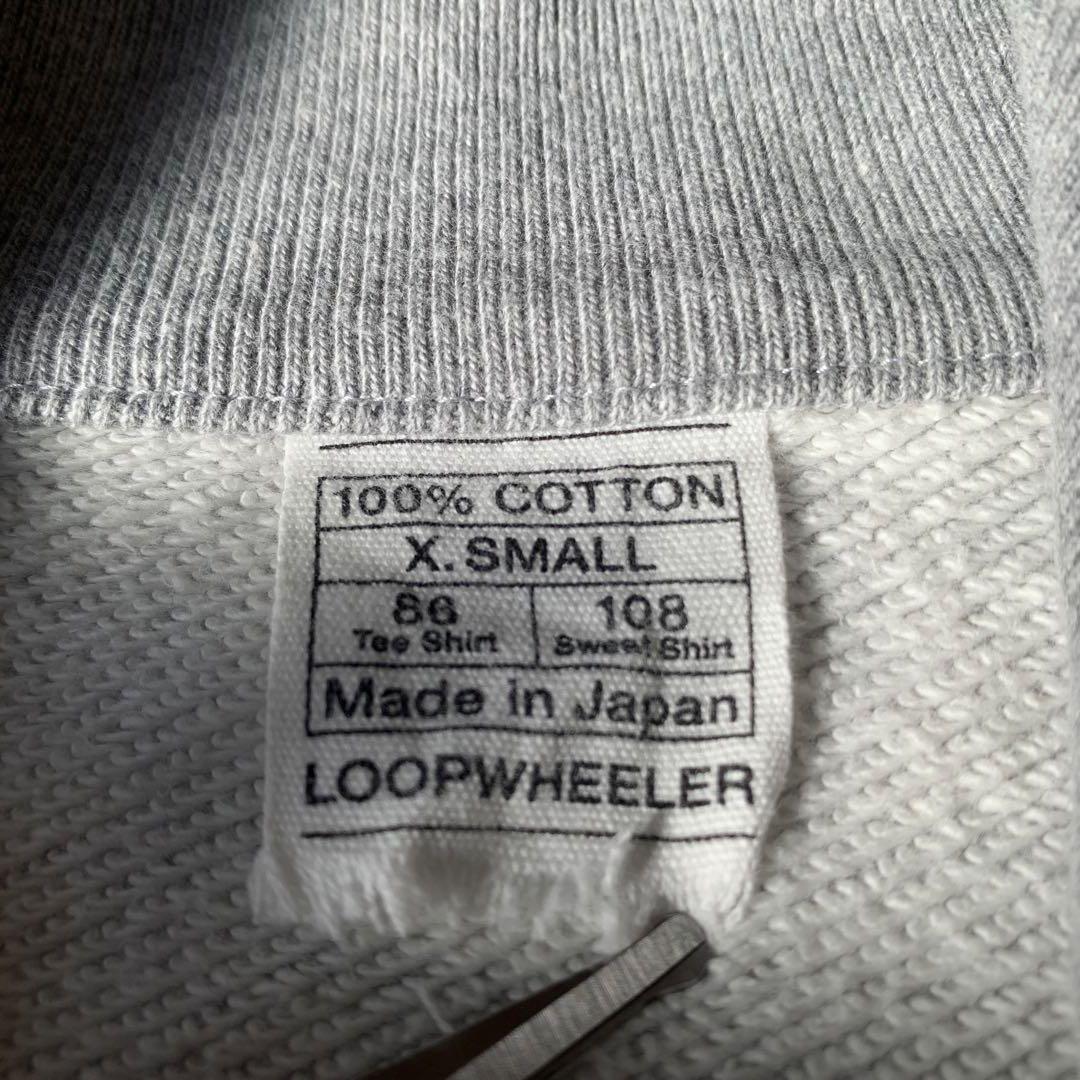 100% COTTON
X.SMALL
86 108
Tee Shirt Sweat Shirt
Made in Japan
LOOPWHEELER